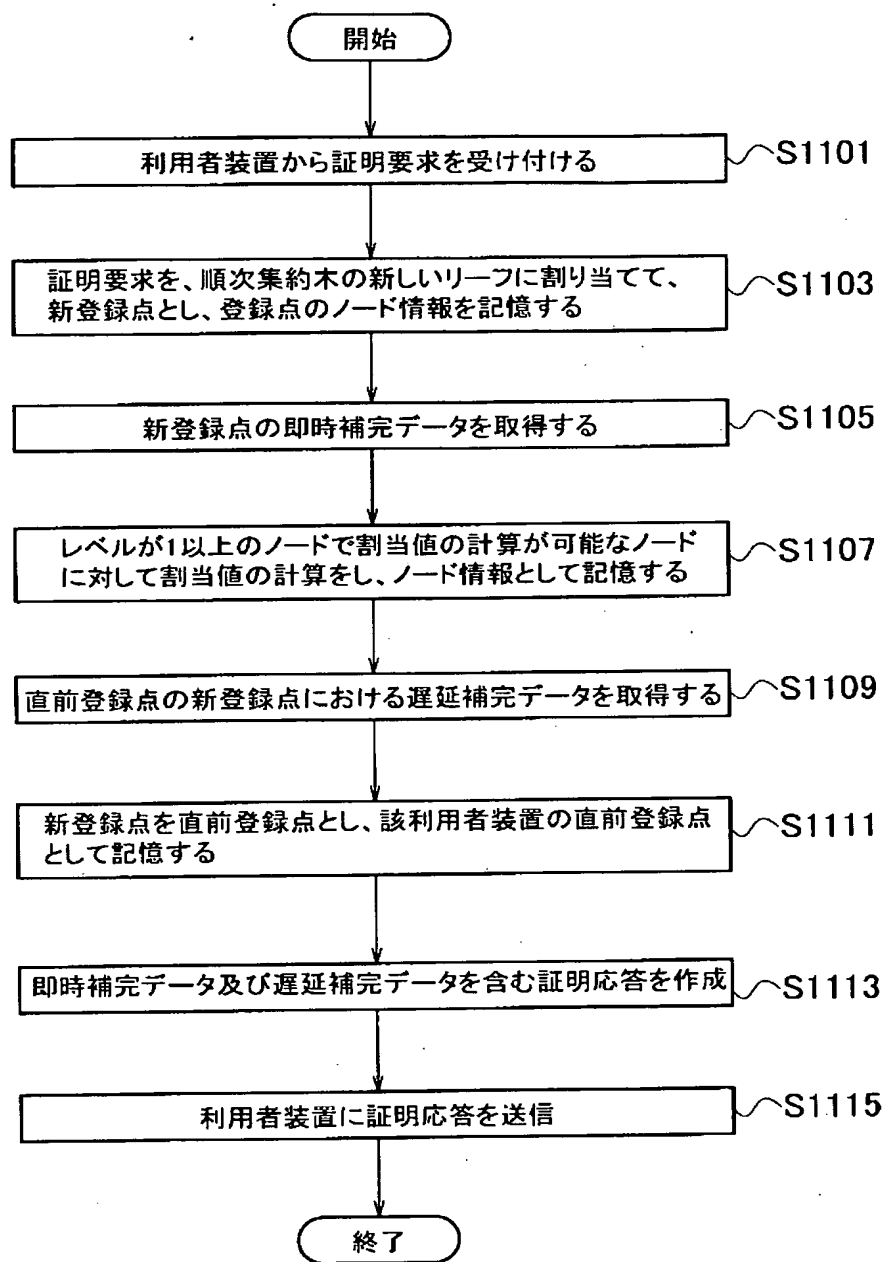 開始
利用者装置から証明要求を受け付ける
S1101
証明要求を、順次集約木の新しいリーフに割り当てて、
新登録点とし、登録点のノード情報を記憶する
S1103
新登録点の即時補完データを取得する
S1105
レベルが1以上のノードで割当値の計算が可能なノード
に対して割当値の計算をし、ノード情報として記憶する
S1107
直前登録点の新登録点における遅延補完データを取得する
S1109
新登録点を直前登録点とし、該利用者装置の直前登録点
として記憶する
S1111
即時補完データ及び遅延補完データを含む証明応答を作成
S1113
利用者装置に証明応答を送信
S1115
終了